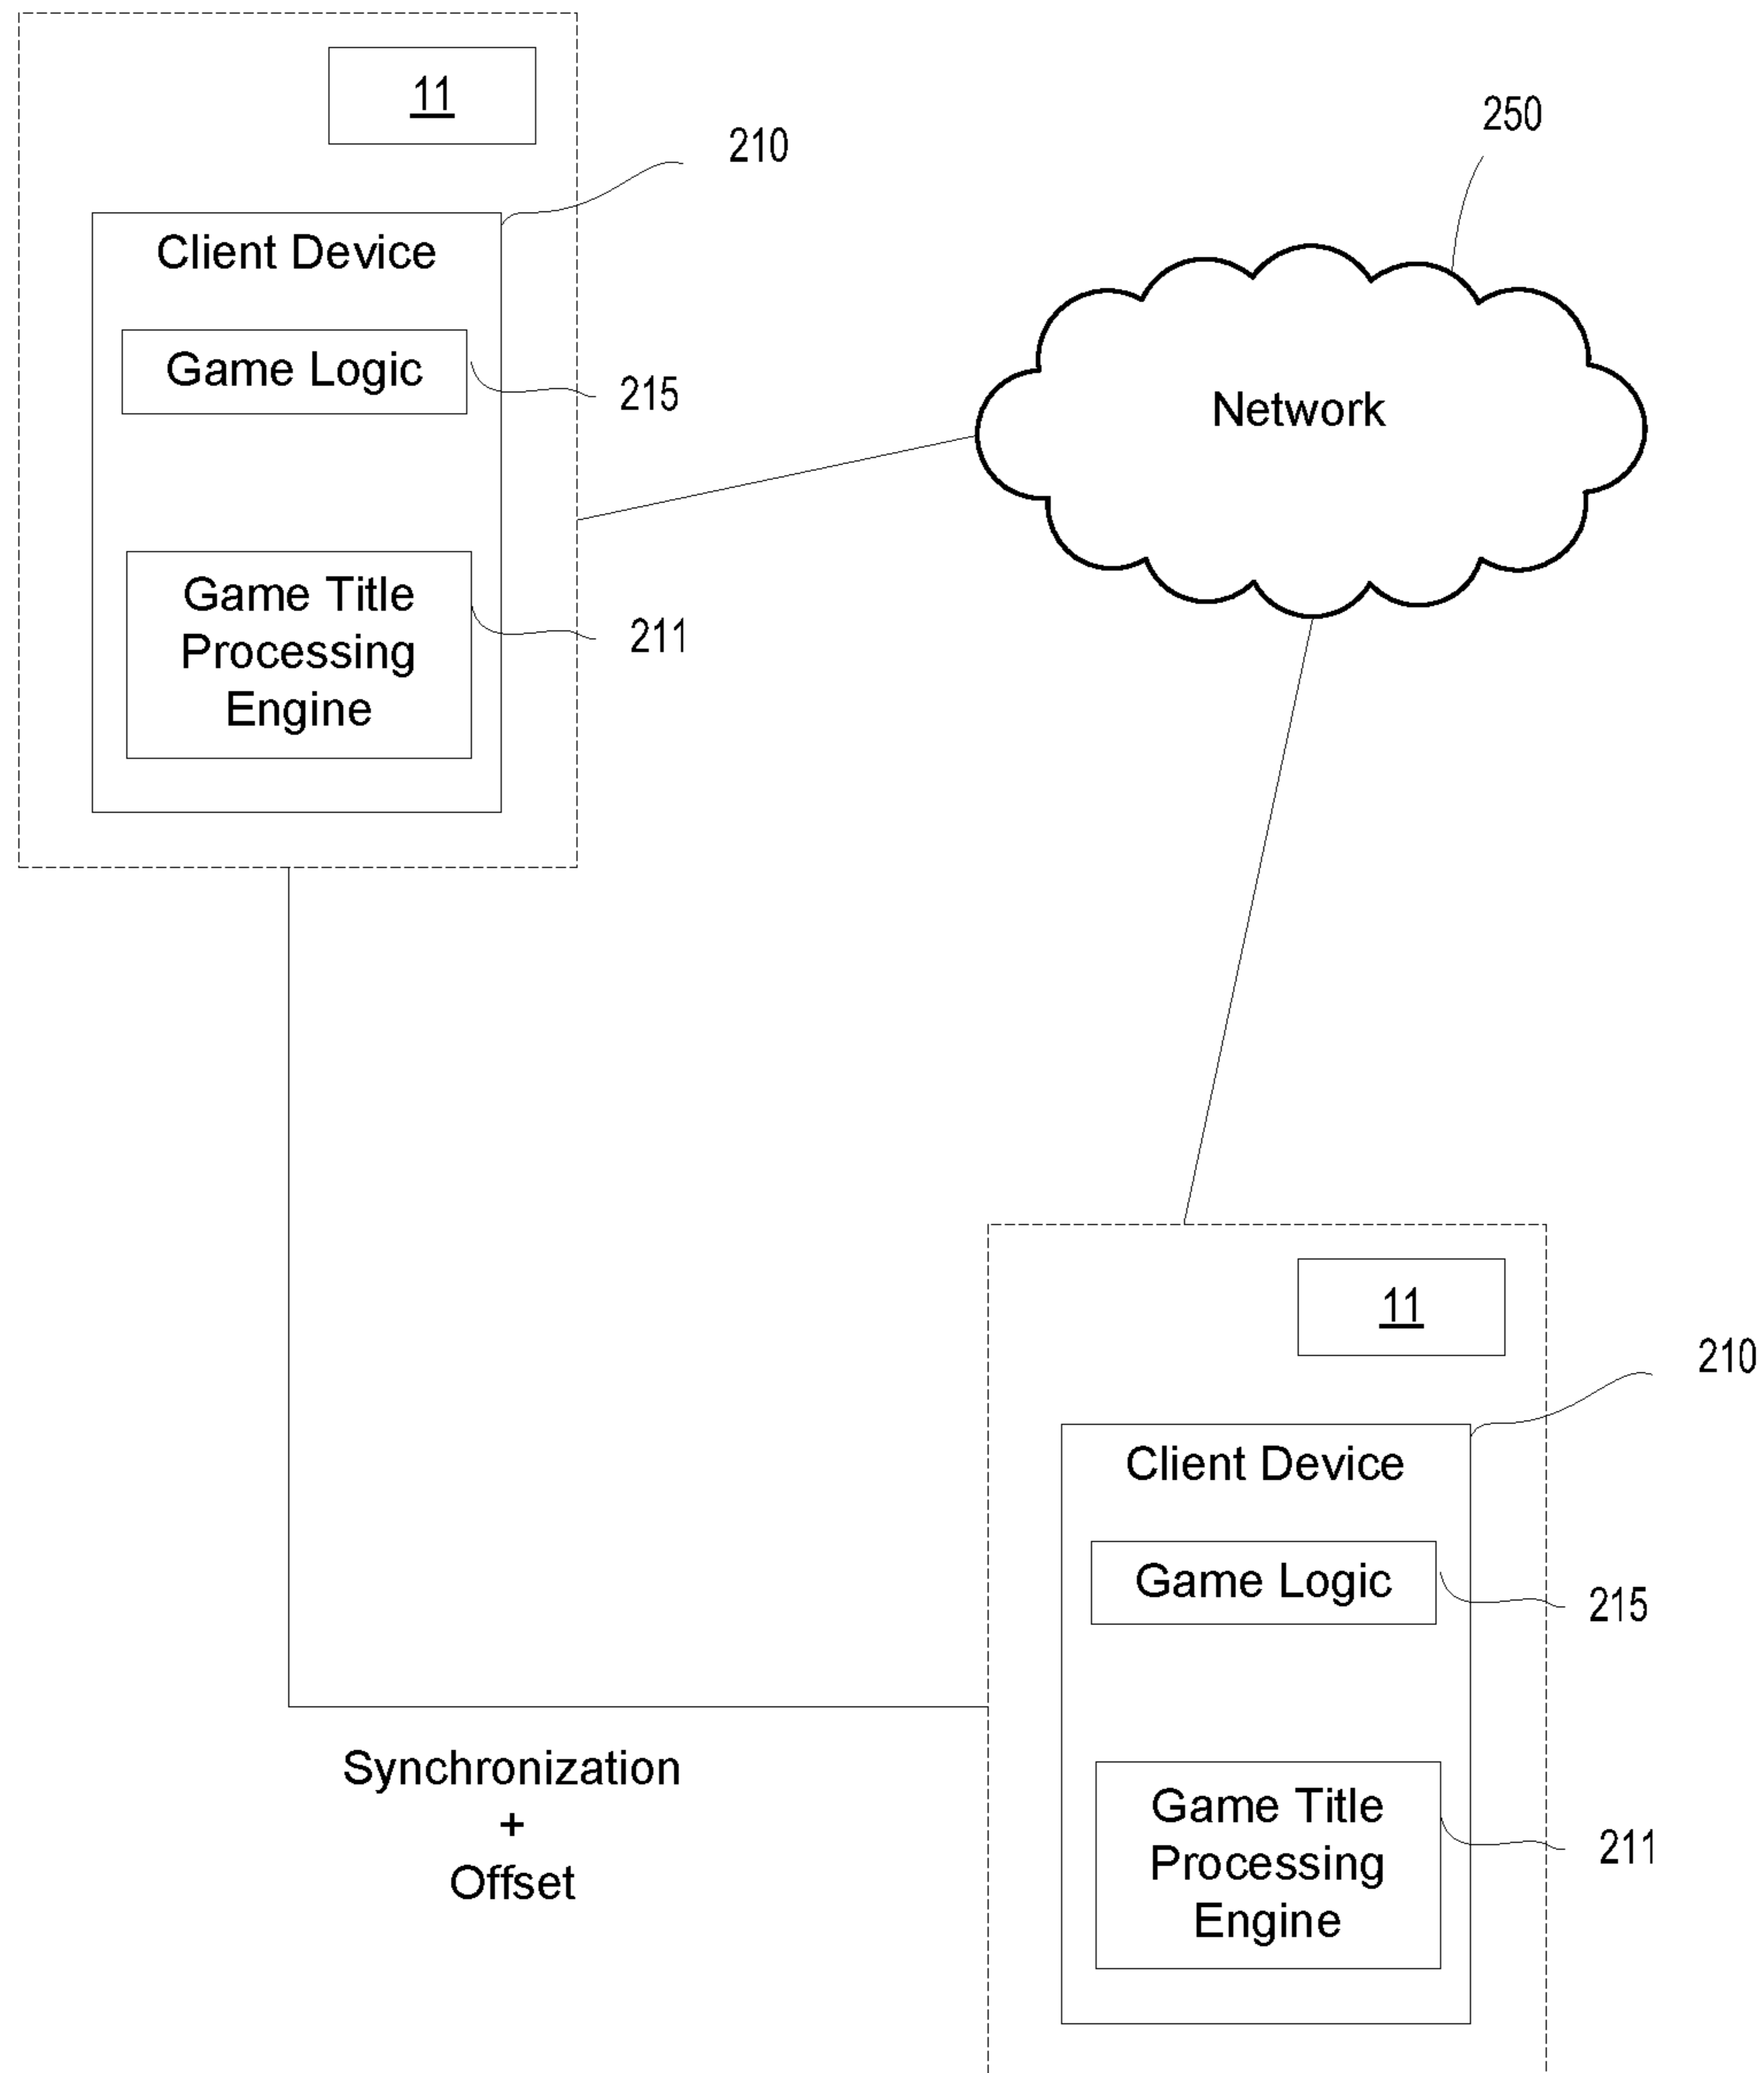 11
210
250
Client Device
Game Logic
215
Network
Game Title
Processing
Engine
211
11
210
Client Device
Game Logic
215
Synchronization
+
Offset
Game Title
Processing
Engine
211